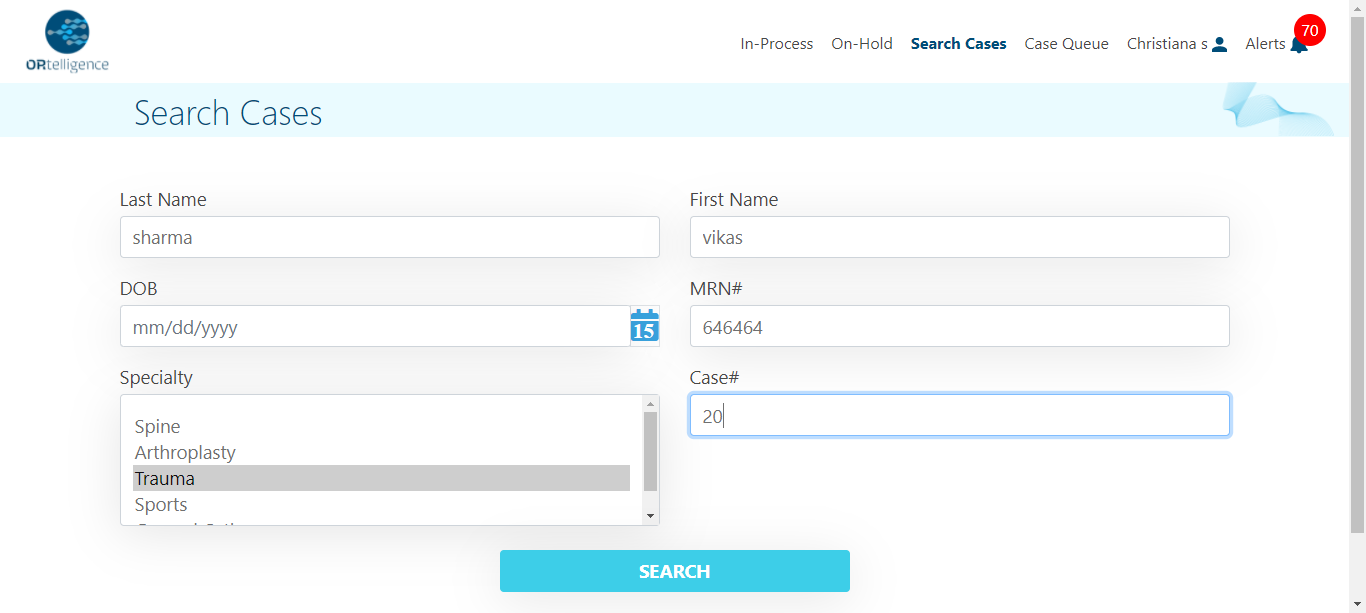 ORtelligence
In-Process On-Hold Search Cases Case Queue Christiana s Alerts 70
Search Cases
Last Name First Name
sharma vikas
DOB MRN#
mm/dd/yyyy 15 646464
Specialty Case#
20
Spine
Arthroplasty
Trauma
Sports
SEARCH